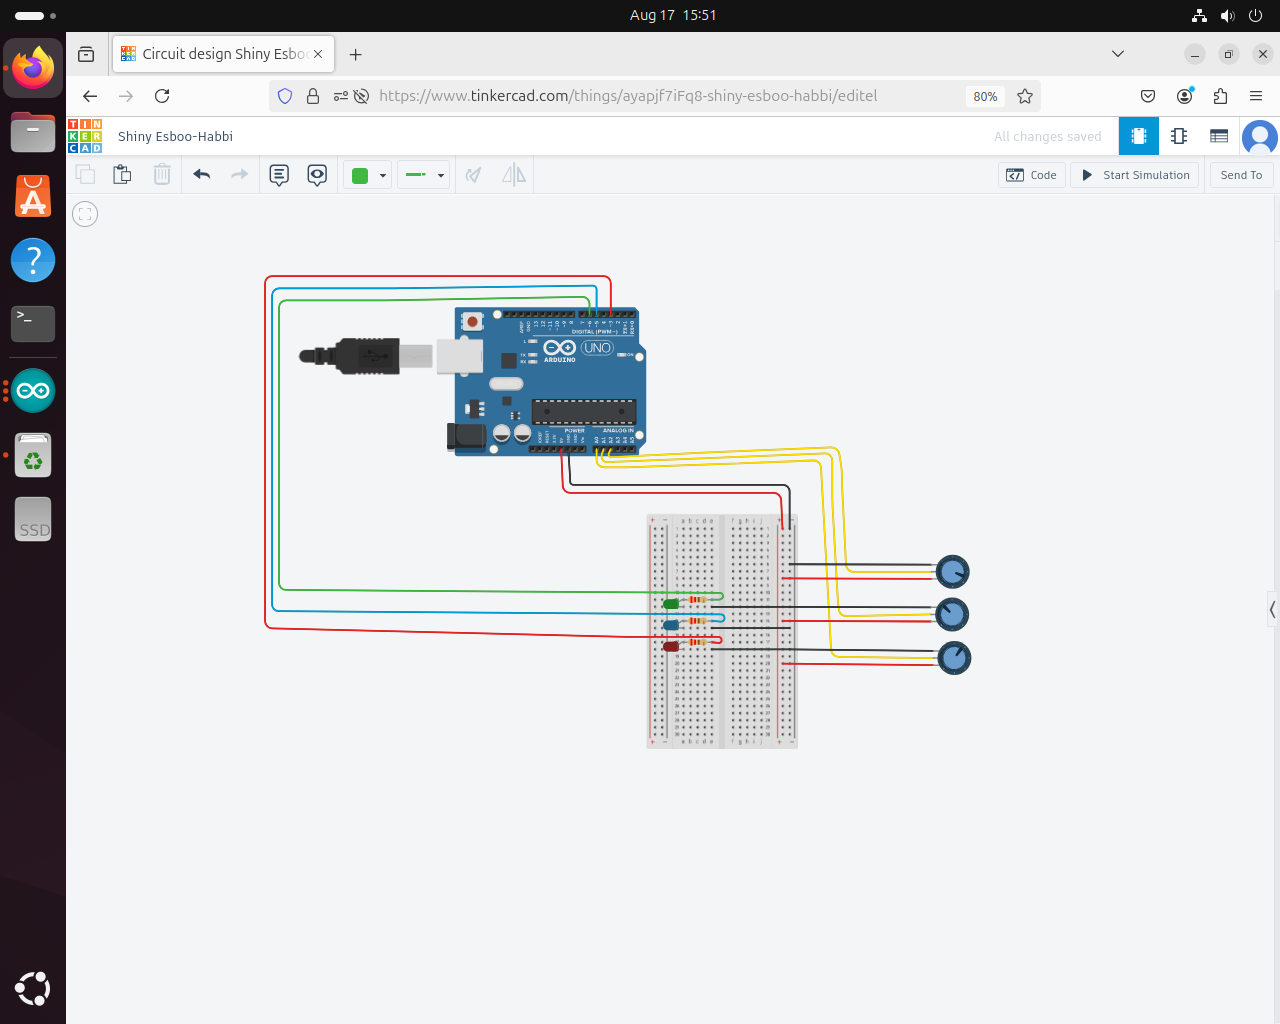 Aug 17 15:51
Circuit design Shiny Esbo
https://www.tinkercad.com/things/ayapjf7iFq8-shiny-esboo-habbi/editel
80%
TIN
KER
CAD
Shiny Esboo-Habbi
All changes saved
Code
Start Simulation
Send To
DIGITAL (PWM~)
UNO
ARDUINO
POWER
ANALOG IN
SSD